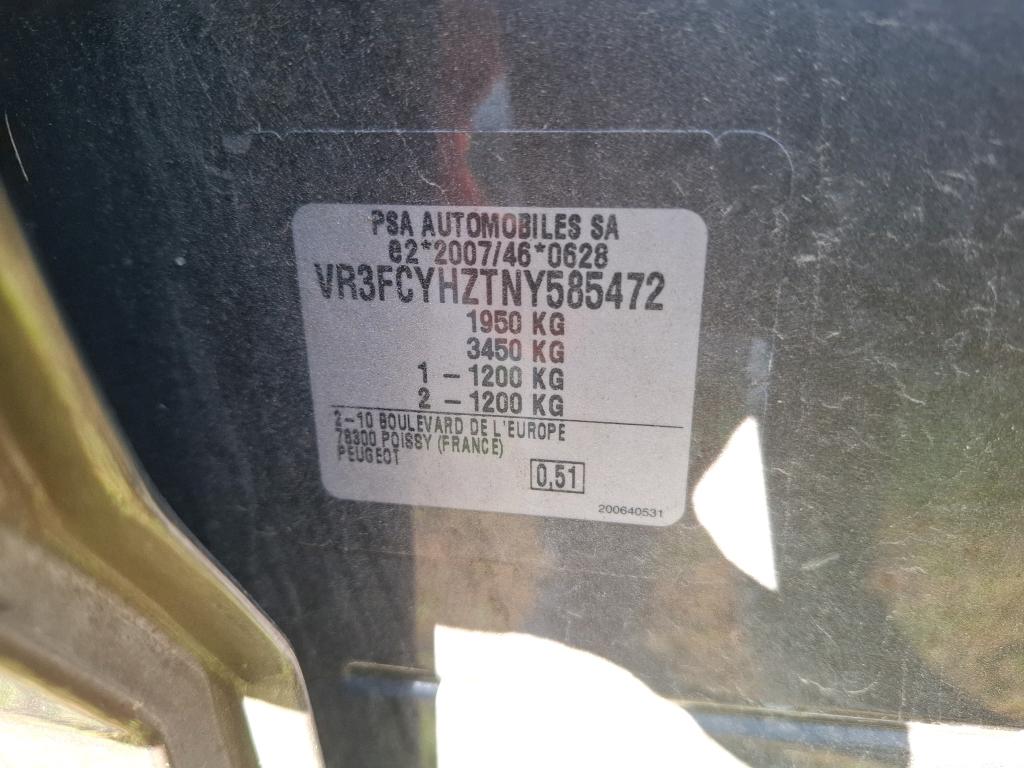 PSA AUTOMOBILES SA
e2*2007/46*0628
VR3FCYHZTNY585472
1950 KG
3450 KG
1 – 1200 KG
2 – 1200 KG
2–10 BOULEVARD DE L'EUROPE
78300 POISSY (FRANCE)
PEUGEOT
0,51
200640531